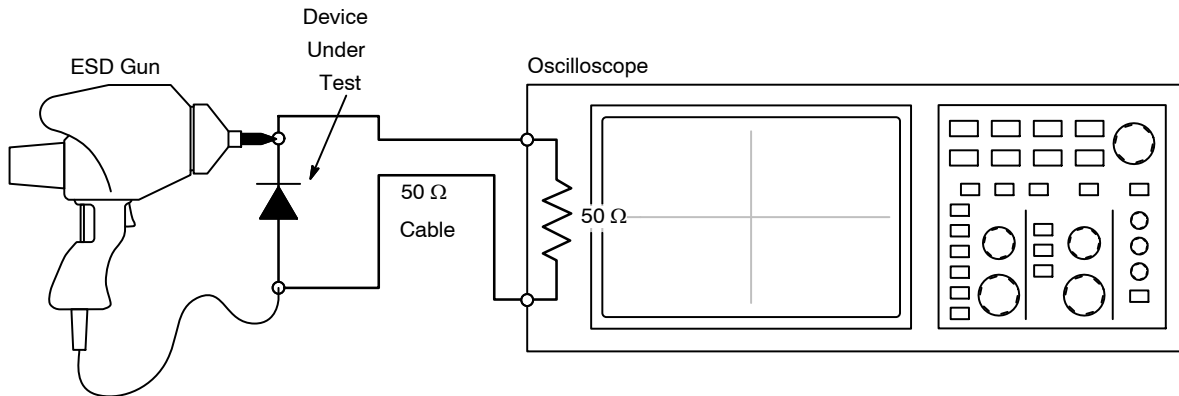 Device
Under
Test
ESD Gun
Oscilloscope
50 Ω
Cable
50 Ω